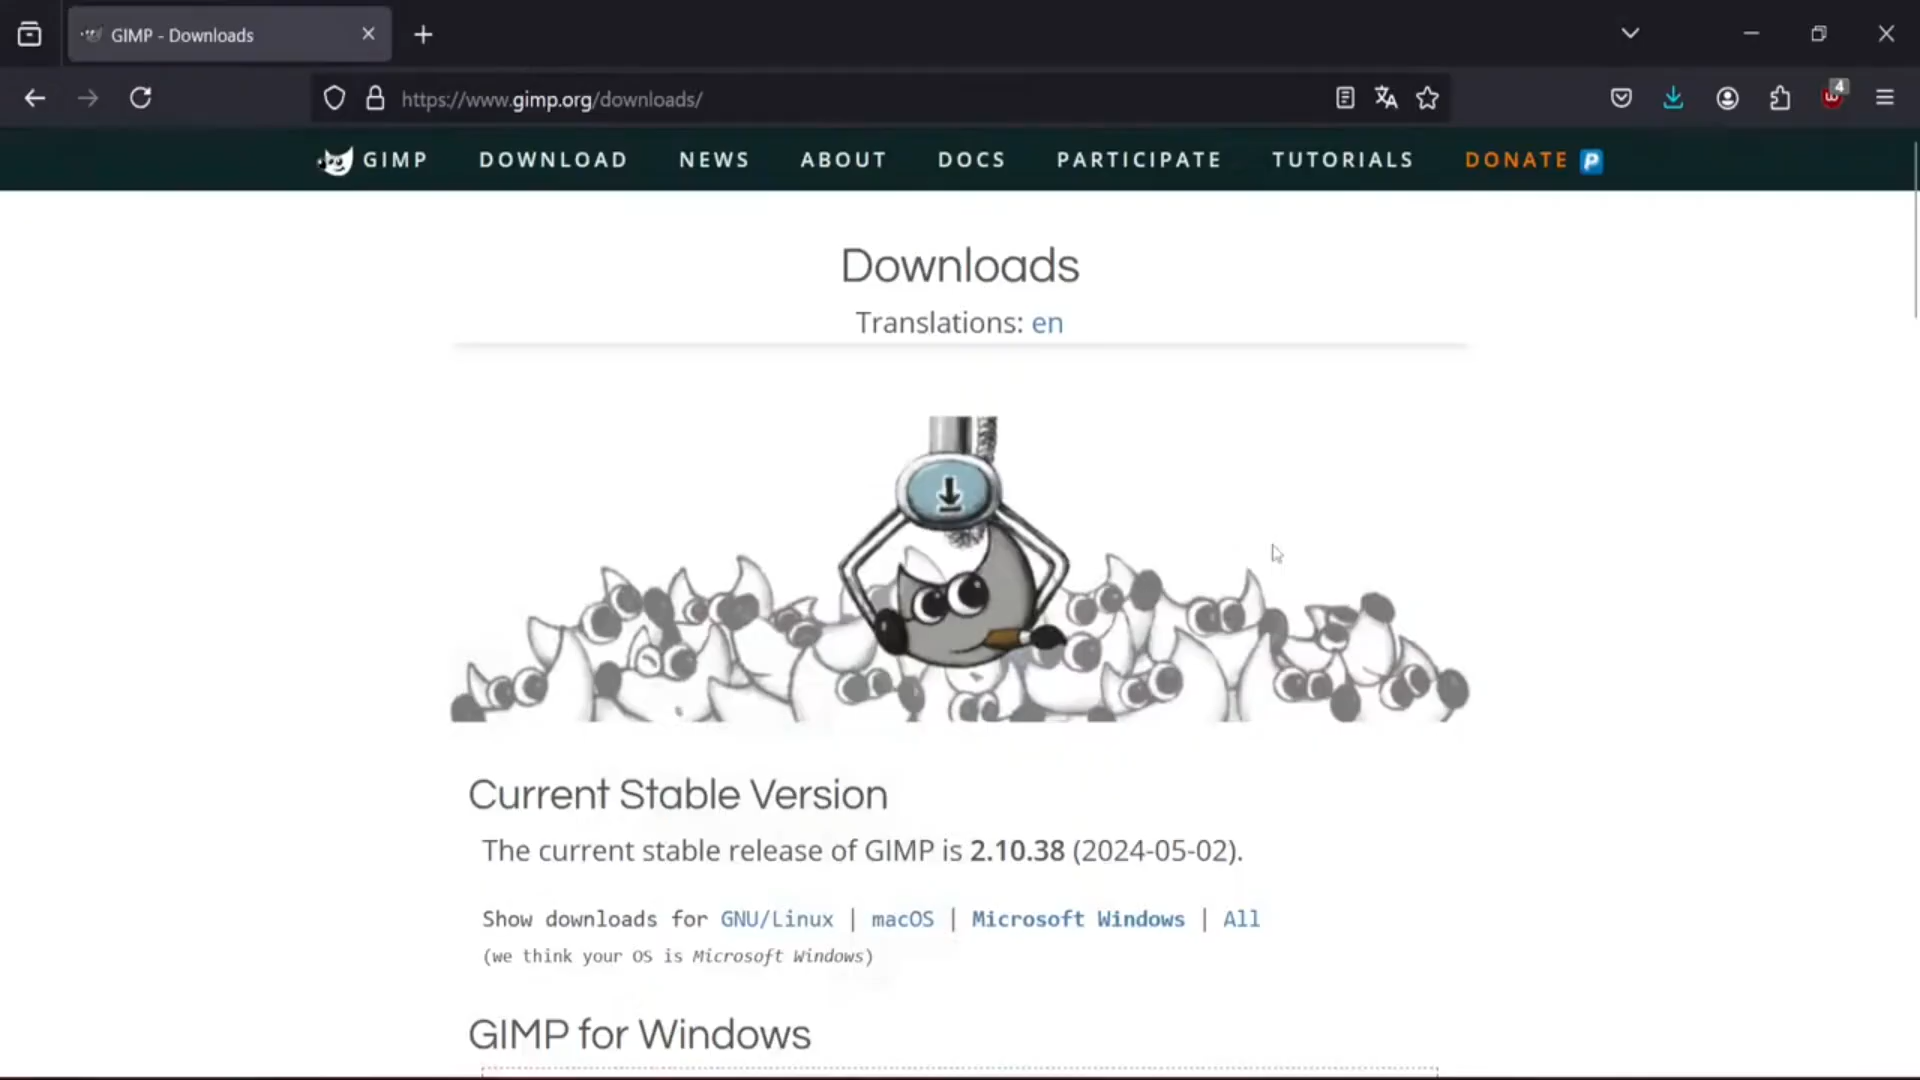 GIMP - Downloads
https://www.gimp.org/downloads/
4
GIMP DOWNLOAD NEWS ABOUT DOCS PARTICIPATE TUTORIALS DONATE
Downloads
Translations: en
Current Stable Version
The current stable release of GIMP is 2.10.38 (2024-05-02).
Show downloads for GNU/Linux | macOS | Microsoft Windows | All
(we think your OS is Microsoft Windows)
GIMP for Windows